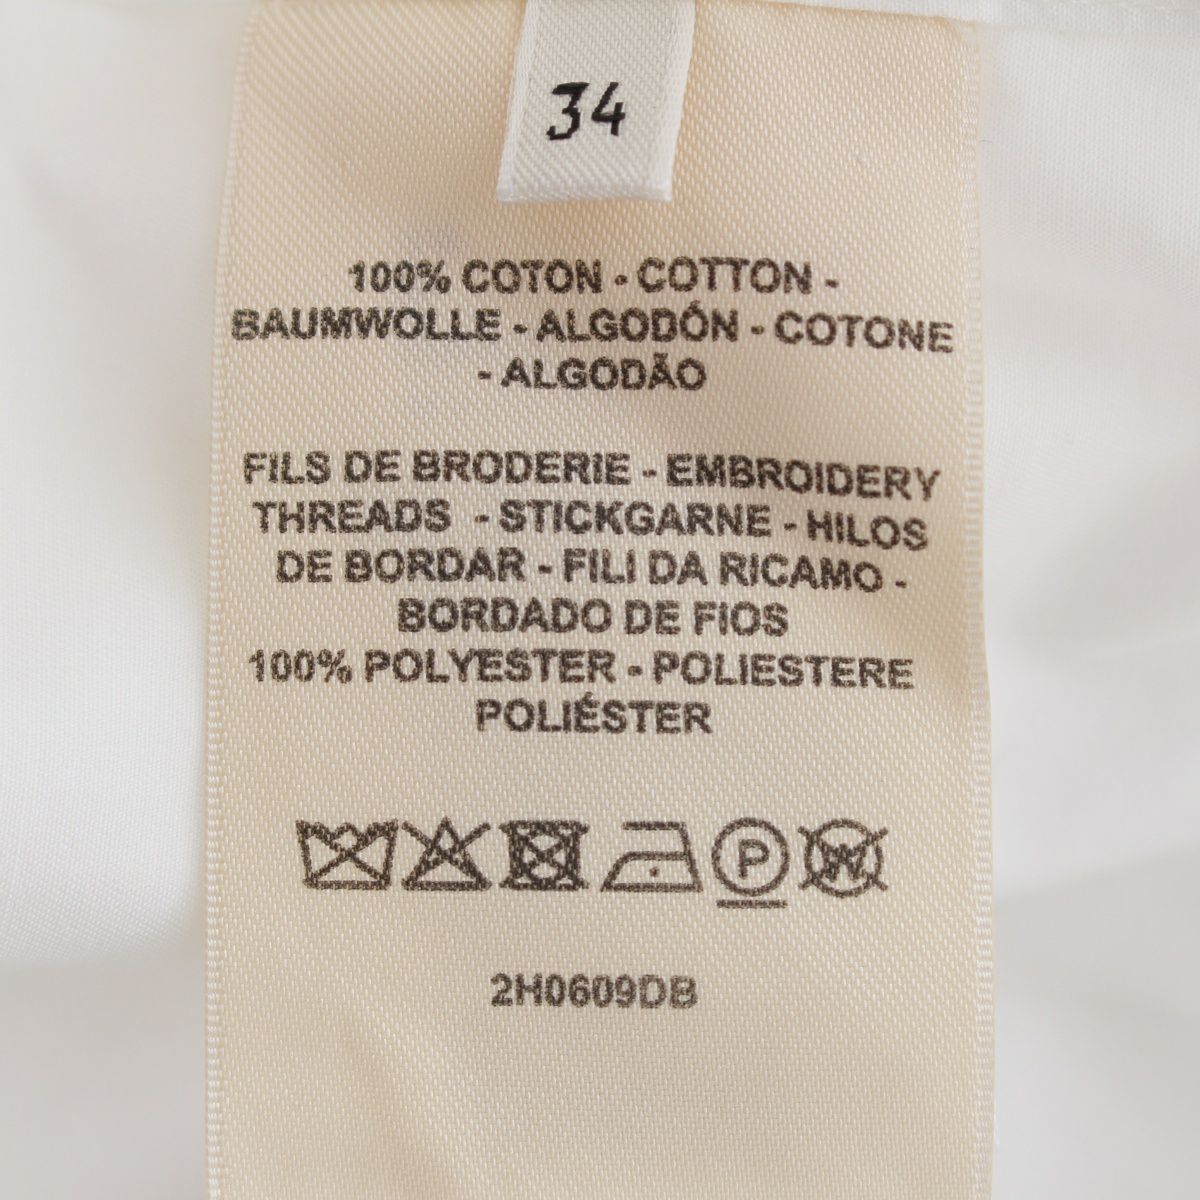 34
100% COTON - COTTON -
BAUMWOLLE - ALGODÓN - COTONE
- ALGODÃO
FILS DE BRODERIE - EMBROIDERY
THREADS - STICKGARNE - HILOS
DE BORDAR - FILI DA RICAMO -
BORDADO DE FIOS
100% POLYESTER - POLIESTERE
POLIÉSTER
P W
2H0609DB